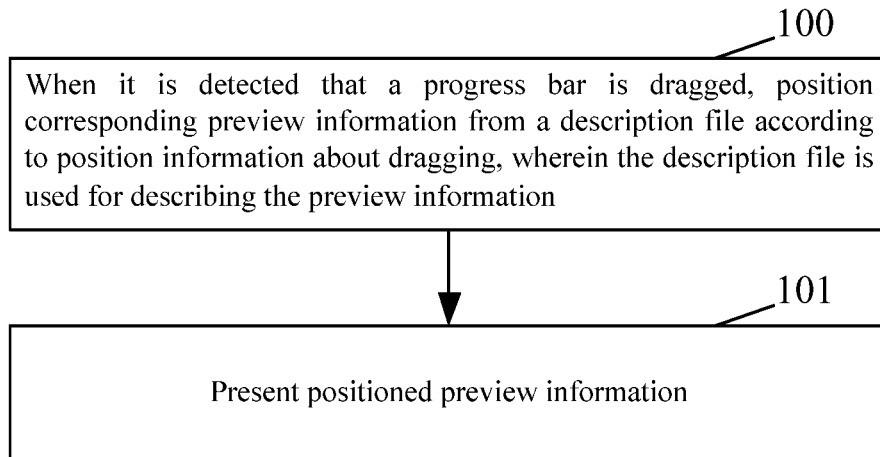 100
When it is detected that a progress bar is dragged, position
corresponding preview information from a description file according
to position information about dragging, wherein the description file is
used for describing the preview information
101
Present positioned preview information